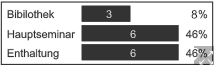 Bibilothek 3 8%
Hauptseminar 6 46%
Enthaltung 6 46%